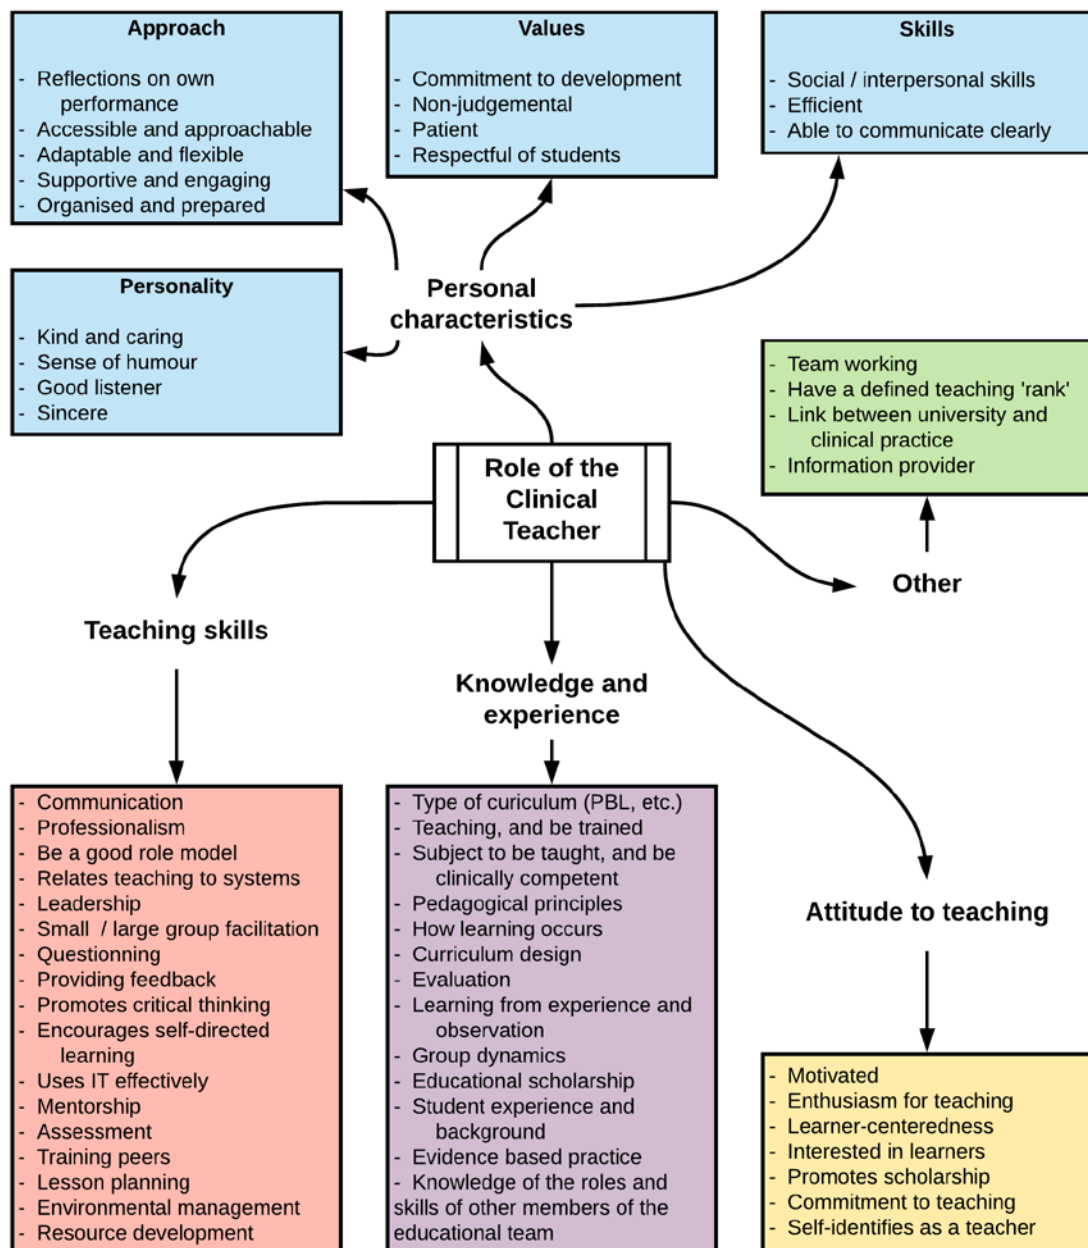 Approach
- Reflections on own
performance
- Accessible and approachable
- Adaptable and flexible
- Supportive and engaging
- Organised and prepared
Values
- Commitment to development
- Non-judgemental
- Patient
- Respectful of students
Skills
- Social / interpersonal skills
- Efficient
- Able to communicate clearly
Personality
- Kind and caring
- Sense of humour
- Good listener
- Sincere
Personal
characteristics
- Team working
- Have a defined teaching 'rank'
- Link between university and
clinical practice
- Information provider
Role of the
Clinical
Teacher
Other
Teaching skills
Knowledge and
experience
Attitude to teaching
- Communication
- Professionalism
- Be a good role model
- Relates teaching to systems
- Leadership
- Small / large group facilitation
- Questionning
- Providing feedback
- Promotes critical thinking
- Encourages self-directed
learning
- Uses IT effectively
- Mentorship
- Assessment
- Training peers
- Lesson planning
- Environmental management
- Resource development
- Type of curiculum (PBL, etc.)
- Teaching, and be trained
- Subject to be taught, and be
clinically competent
- Pedagogical principles
- How learning occurs
- Curriculum design
- Evaluation
- Learning from experience and
observation
- Group dynamics
- Educational scholarship
- Student experience and
background
- Evidence based practice
- Knowledge of the roles and
skills of other members of the
educational team
- Motivated
- Enthusiasm for teaching
- Learner-centeredness
- Interested in learners
- Promotes scholarship
- Commitment to teaching
- Self-identifies as a teacher